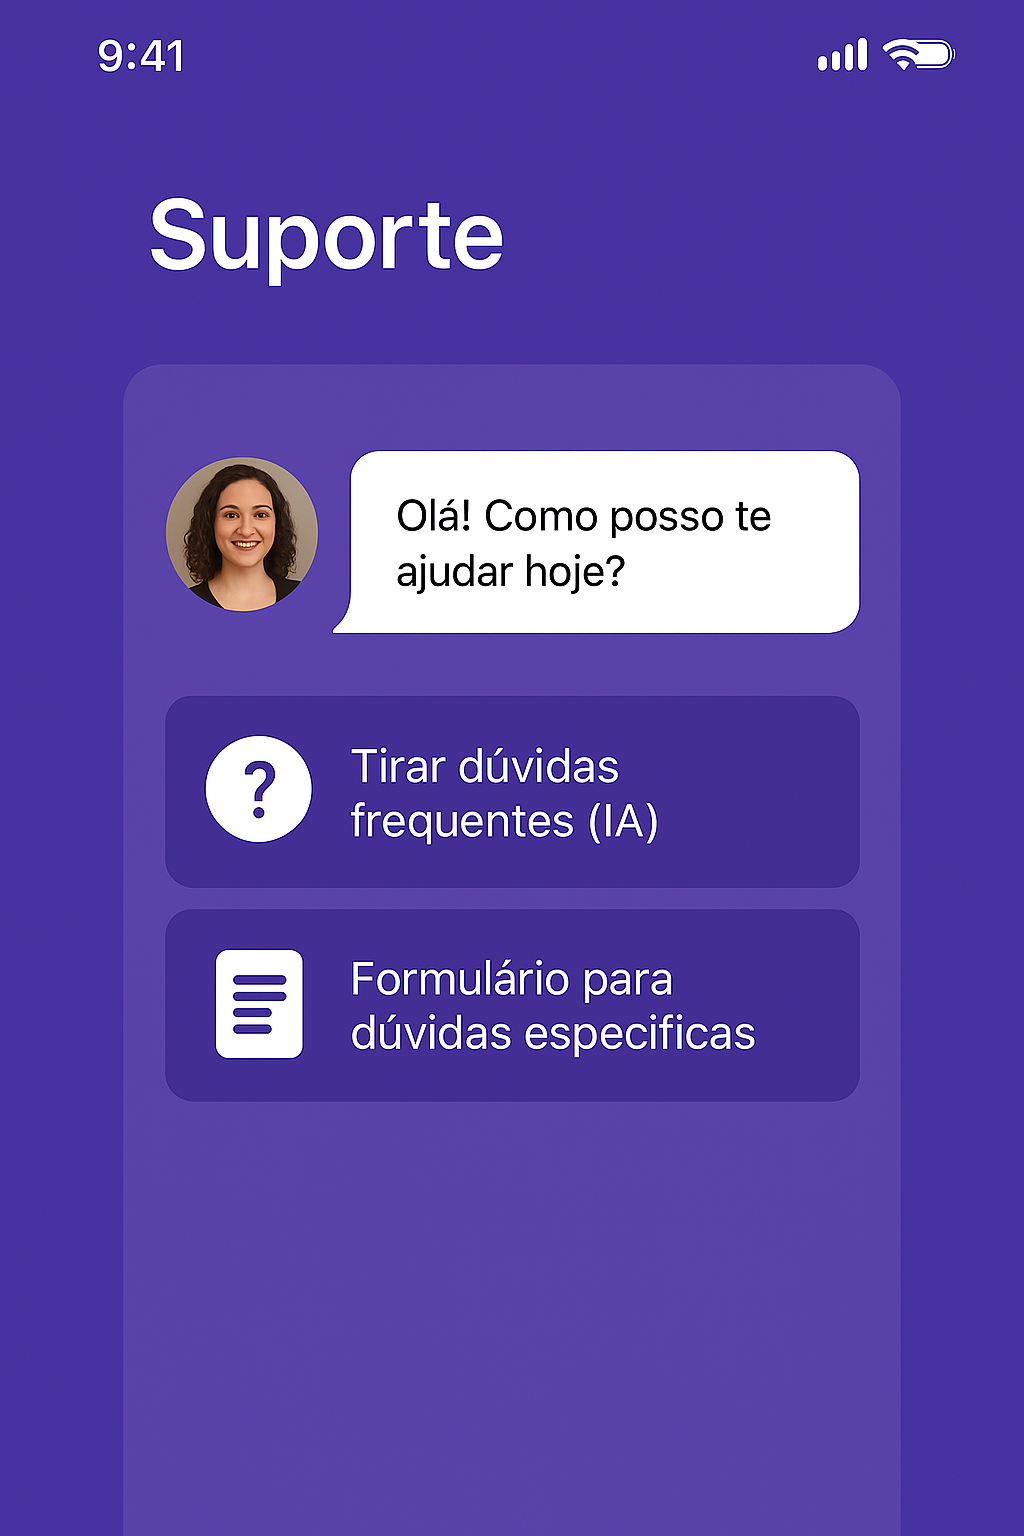 9:41
Suporte
Olá! Como posso te
ajudar hoje?
?
Tirar dúvidas
frequentes (IA)
Formulário para
dúvidas especificas